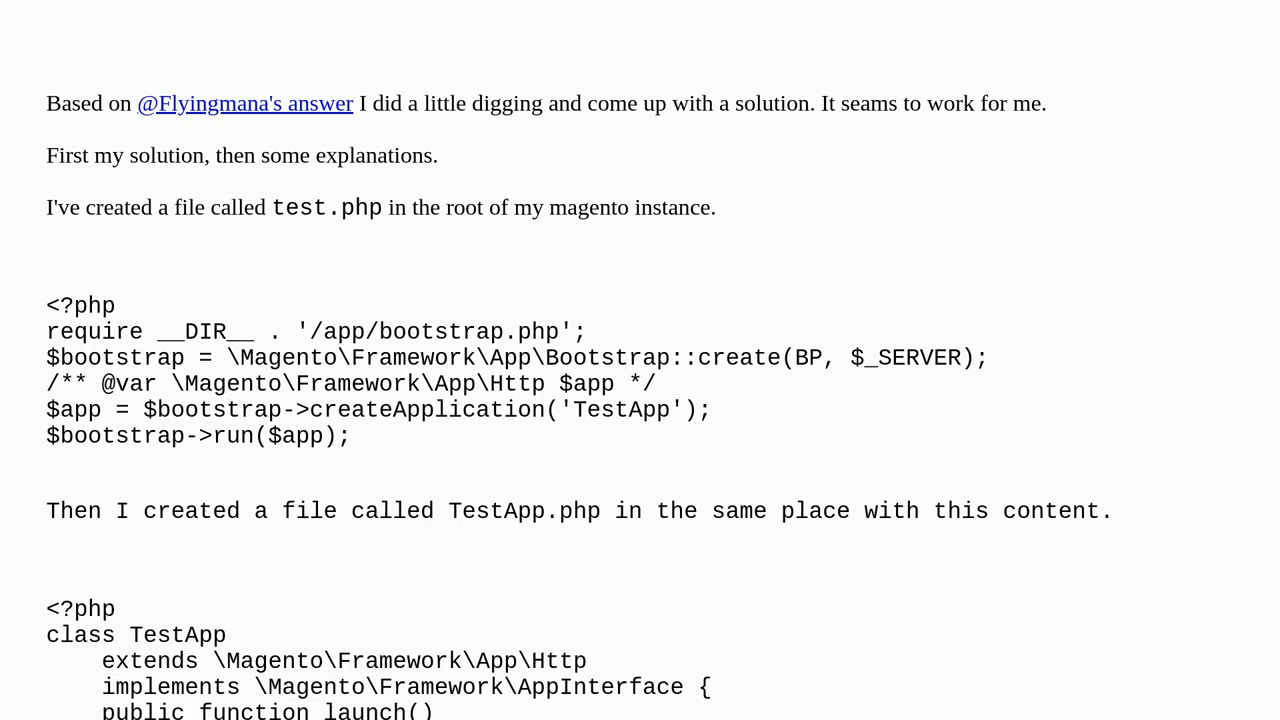 Based on @Flyingmana's answer I did a little digging and come up with a solution. It seams to work for me.
First my solution, then some explanations.
I've created a file called test.php in the root of my magento instance.
<?php
require __DIR__ . '/app/bootstrap.php';
$bootstrap = \Magento\Framework\App\Bootstrap::create(BP, $_SERVER);
/** @var \Magento\Framework\App\Http $app */
$app = $bootstrap->createApplication('TestApp');
$bootstrap->run($app);
Then I created a file called TestApp.php in the same place with this content.
<?php
class TestApp
    extends \Magento\Framework\App\Http
    implements \Magento\Framework\AppInterface {
    public function launch()